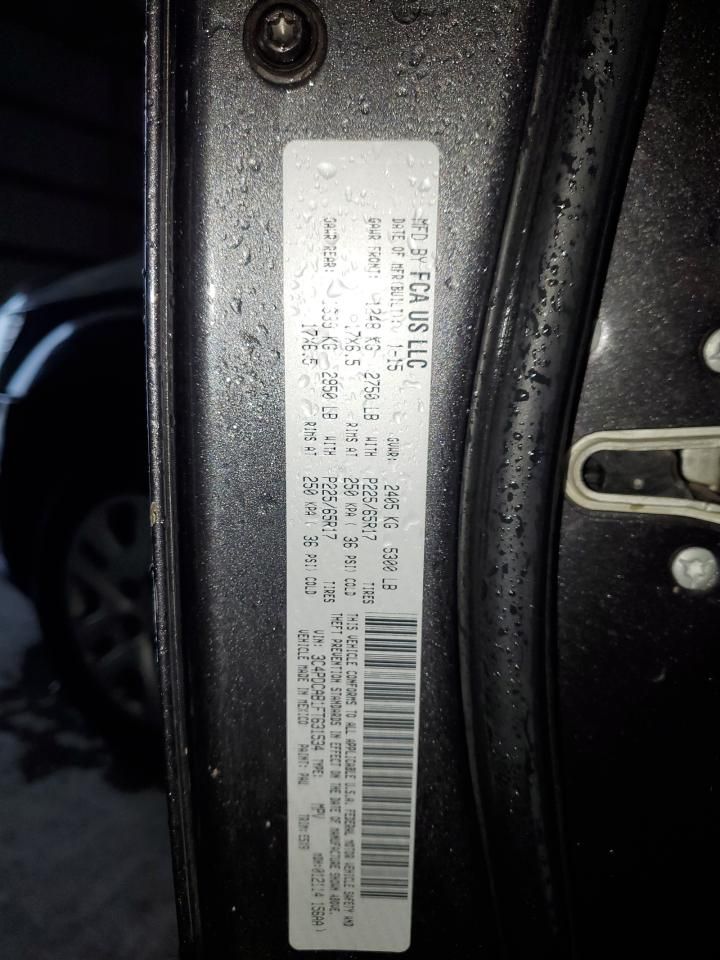 MFD BY FCA US LLC
DATE OF MFR(BUILT): 1-15 GVWR: 2405 KG 5300 LB
GAWR FRONT: 1248 KG 2750 LB WITH P225/65R17 TIRES
17X6.5 RIMS AT 250 KPA( 36 PSI) COLD
GAWR REAR: KG 2950 LB WITH P225/65R17 TIRES
17X6.5 RIMS AT 250 KPA( 36 PSI) COLD
THIS VEHICLE CONFORMS TO ALL APPLICABLE U.S.A. FEDERAL MOTOR VEHICLE SAFETY AND
THEFT PREVENTION STANDARDS IN EFFECT ON THE DATE OF MANUFACTURE SHOWN ABOVE.
VIN: 3C4PDCAB1FT631534 TYPE: MPV
VEHICLE MADE IN MEXICO PAINT: PAU TRIM: